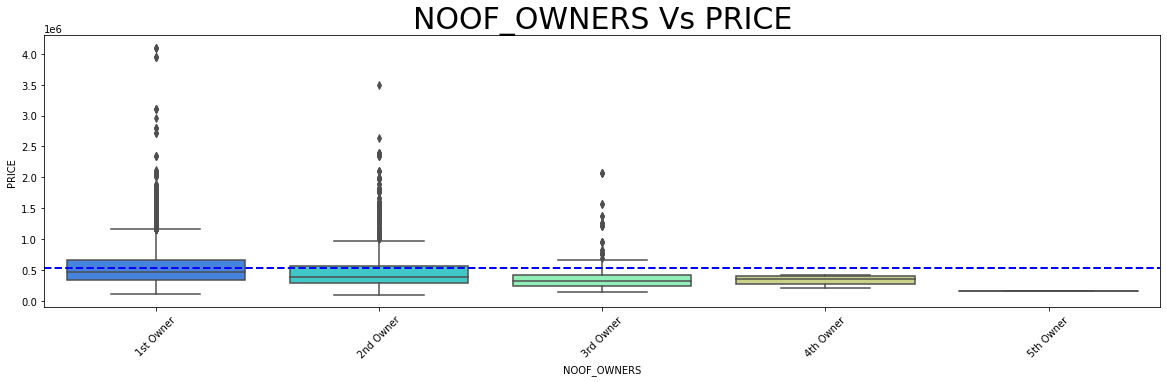 NOOF_OWNERS Vs PRICE
1e6
4.0
3.5
3.0
2.5
2.0
1.5
1.0
0.5
0.0
PRICE
1st Owner
2nd Owner
3rd Owner
4th Owner
5th Owner
NOOF_OWNERS